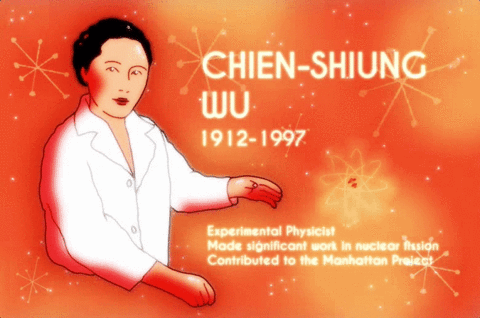 CHIEN-SHIUNG
WU
1912-1997
Experimental Physicist
Made significant work in nuclear fission
Contributed to the Manhattan Project